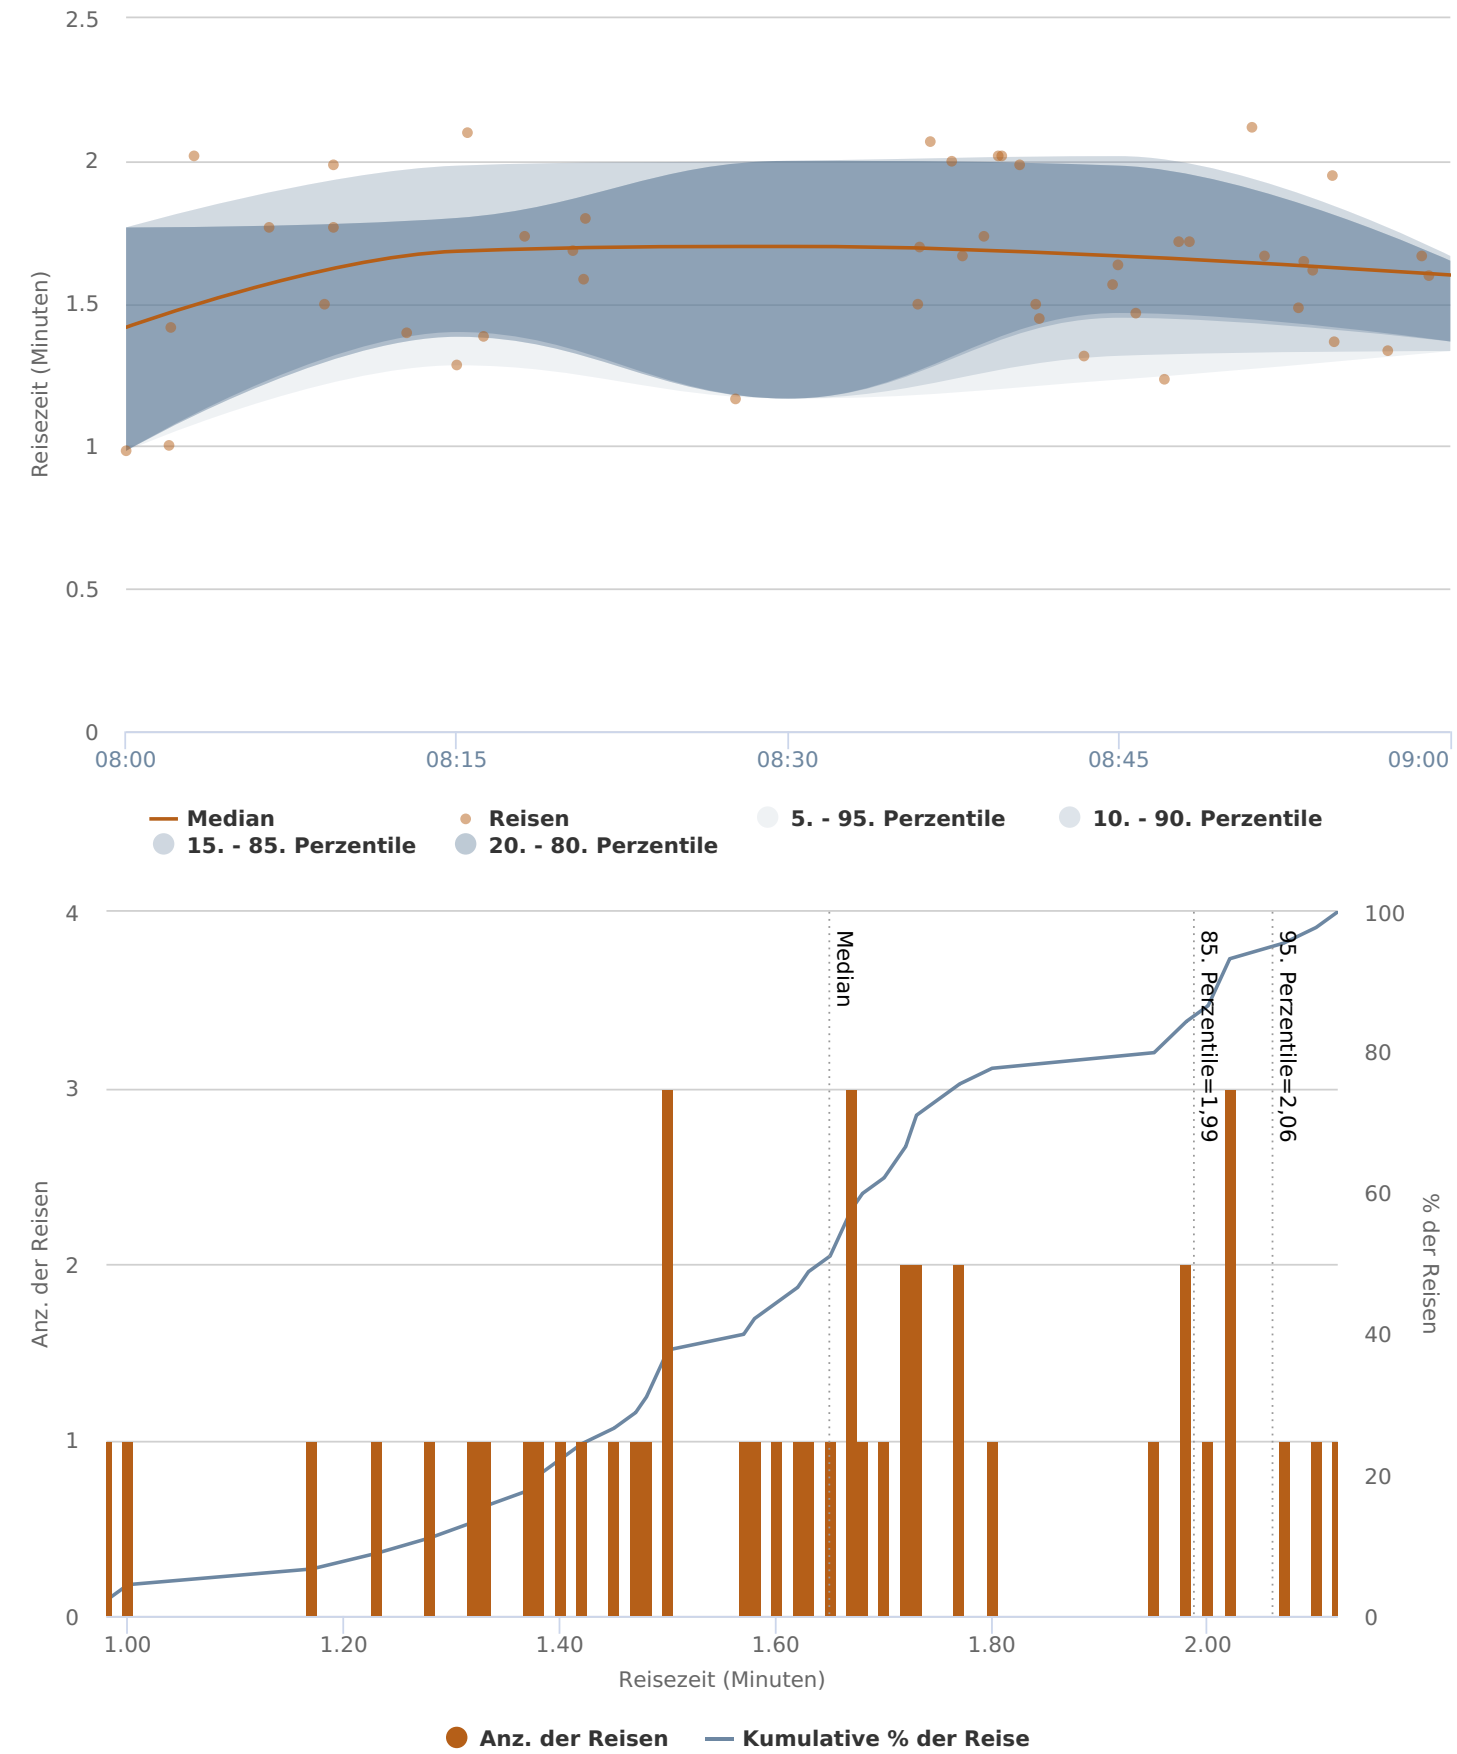 2.5
2
1.5
1
0.5
0
Reisezeit (Minuten)
08:00 08:15 08:30 08:45 09:00
Median Reisen 5. - 95. Perzentile 10. - 90. Perzentile
15. - 85. Perzentile 20. - 80. Perzentile
4
3
2
1
0
Anz. der Reisen
Median
85. Perzentile=1,99
95. Perzentile=2,06
100
80
60
40
20
0
% der Reisen
1.00 1.20 1.40 1.60 1.80 2.00
Reisezeit (Minuten)
Anz. der Reisen Kumulative % der Reise